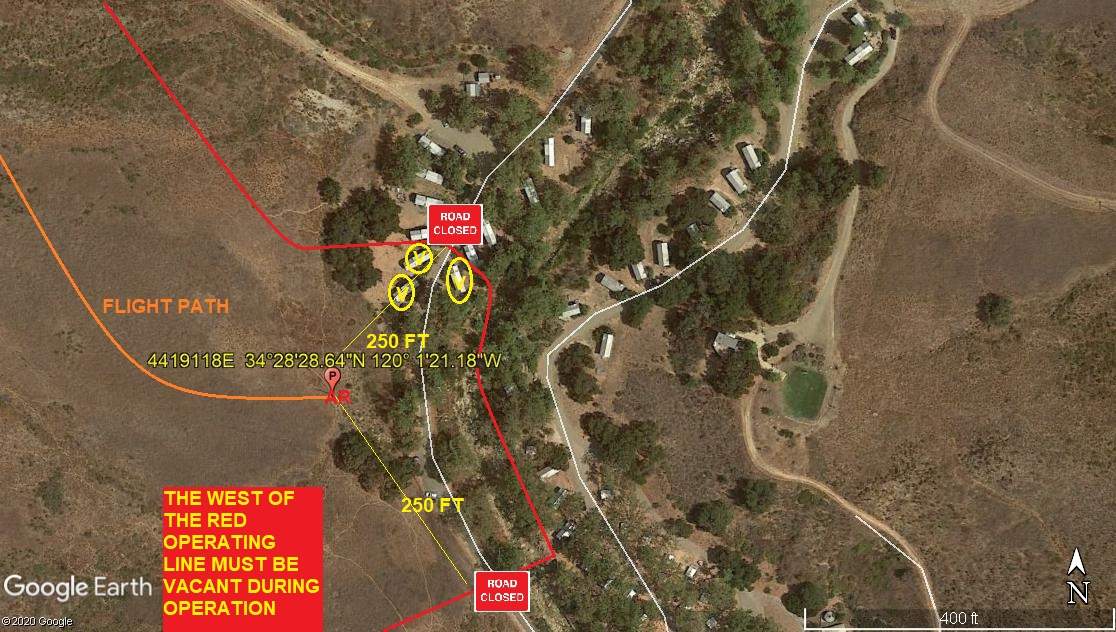 ROAD
CLOSED
V
V
V
FLIGHT PATH
250 FT
4419118E 34°28'28.64"N 120° 1'21.18"W
P
AR
250 FT
THE WEST OF
THE RED
OPERATING
LINE MUST BE
VACANT DURING
OPERATION
ROAD
CLOSED
Google Earth
©2020 Google
N
400 ft